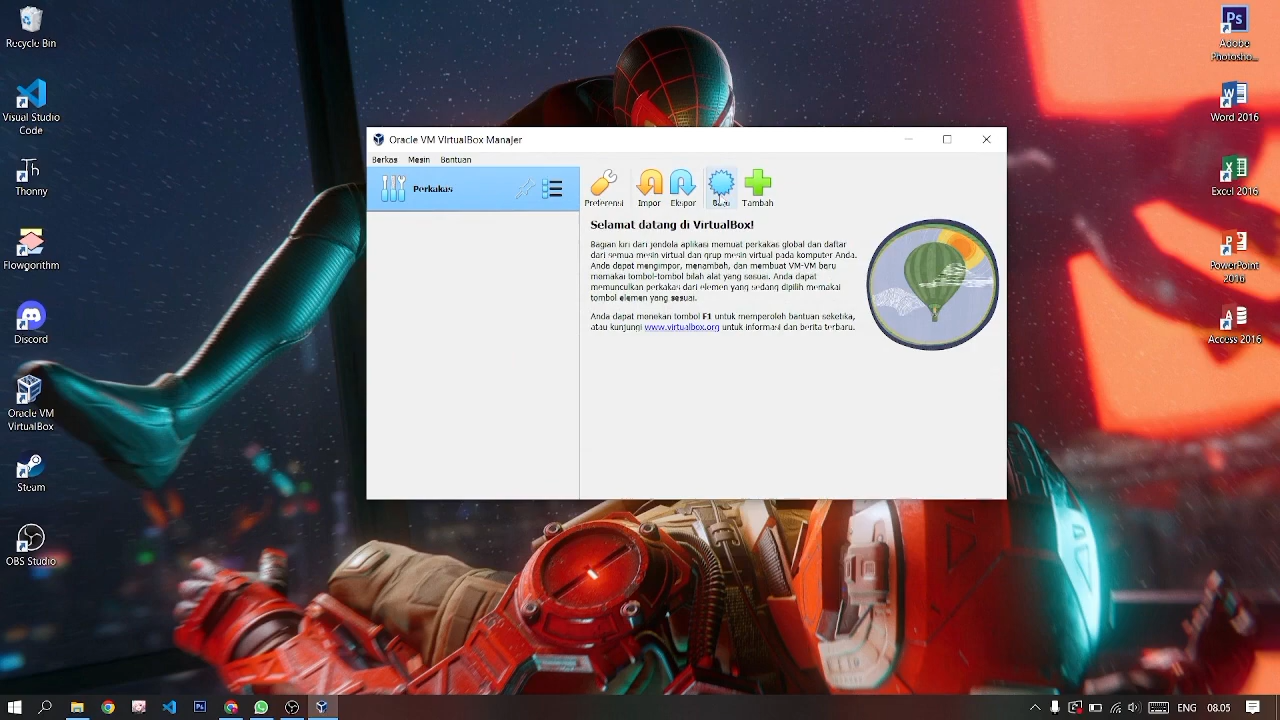 Recycle Bin
Visual Studio
Code
Thonny
Flowgorithm
Oracle VM
VirtualBox
Steam
OBS Studio
Oracle VM VirtualBox Manajer
Berkas Mesin Bantuan
Perkakas
Preferensi Impor Ekspor Tambah
Selamat datang di VirtualBox!
Bagian kiri dari jendela aplikasi memuat perkakas global dan daftar
dari semua mesin virtual dan grup mesin virtual pada komputer Anda.
Anda dapat mengimpor, menambah, dan membuat VM-VM beru
memakai tombol-tombol bilah alat yang sesuai. Anda dapat
memunculkan perkakas dari elemen yang sedang dipilih memakai
tombol elemen yang sesuai.
Anda dapat menekan tombol F1 untuk memperoleh bantuan seketika,
atau kunjungi www.virtualbox.org untuk informasi dan berita terbaru.
Ps
Adobe
Photosho...
Word 2016
Excel 2016
PowerPoint
2016
Access 2016
ENG 08.05